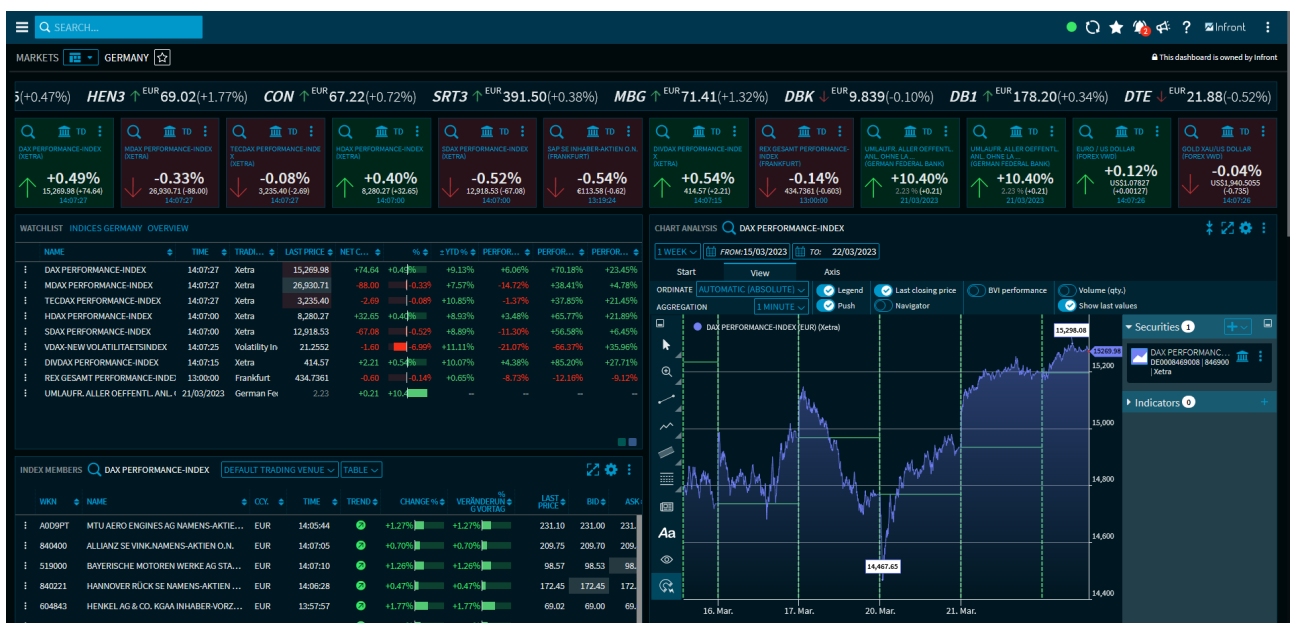 SEARCH...
2
Infront
MARKETS GERMANY
This dashboard is owned by Infront
5(+0.47%) HEN3 ↑ EUR 69.02(+1.77%) CON ↑ EUR 67.22(+0.72%) SRT3 ↑ EUR 391.50(+0.38%) MBG ↑ EUR 71.41(+1.32%) DBK ↓ EUR 9.839(-0.10%) DB1 ↑ EUR 178.20(+0.34%) DTE ↓ EUR 21.88(-0.52%)
TD TD TD TD TD TD TD TD TD TD TD TD
DAX PERFORMANCE-INDEX
(XETRA)
+0.49%
15,269.98 (+74.64)
14:07:27
MDAX PERFORMANCE-INDEX
(XETRA)
-0.33%
26,930.71 (-88.00)
14:07:27
TECDAX PERFORMANCE-INDE
X
(XETRA)
-0.08%
3,235.40 (-2.69)
14:07:27
HDAX PERFORMANCE-INDEX
(XETRA)
+0.40%
8,280.27 (+32.65)
14:07:00
SDAX PERFORMANCE-INDEX
(XETRA)
-0.52%
12,918.53 (-67.08)
14:07:00
SAP SE INHABER-AKTIEN O.N.
(FRANKFURT)
-0.54%
€113.58 (-0.62)
13:19:24
DIVDAX PERFORMANCE-INDE
X
(XETRA)
+0.54%
414.57 (+2.21)
14:07:15
REX GESAMT PERFORMANCE-
INDEX
(FRANKFURT)
-0.14%
434.7361 (-0.603)
13:00:00
UMLAUFR. ALLER OEFFENTL.
ANL. OHNE LA ...
(GERMAN FEDERAL BANK)
+10.40%
2.23 % (+0.21)
21/03/2023
UMLAUFR. ALLER OEFFENTL.
ANL. OHNE LA ...
(GERMAN FEDERAL BANK)
+10.40%
2.23 % (+0.21)
21/03/2023
EURO / US DOLLAR
(FOREX VWD)
+0.12%
US$1.07827
(+0.00127)
14:07:26
GOLD XAU/US DOLLAR
(FOREX VWD)
-0.04%
US$1,940.5055
(-0.735)
14:07:26
WATCHLIST INDICES GERMANY OVERVIEW
NAME TIME TRADI... LAST PRICE NET C... % ±YTD% PERFOR... PERFOR... PERFOR...
DAX PERFORMANCE-INDEX 14:07:27 Xetra 15,269.98 +74.64 +0.49% +9.13% +6.06% +70.18% +23.45%
MDAX PERFORMANCE-INDEX 14:07:27 Xetra 26,930.71 -88.00 -0.33% +7.57% -14.72% +38.41% +4.78%
TECDAX PERFORMANCE-INDEX 14:07:27 Xetra 3,235.40 -2.69 -0.08% +10.85% -1.37% +37.85% +21.45%
HDAX PERFORMANCE-INDEX 14:07:00 Xetra 8,280.27 +32.65 +0.40% +8.93% +3.48% +65.77% +21.89%
SDAX PERFORMANCE-INDEX 14:07:00 Xetra 12,918.53 -67.08 -0.52% +8.89% -11.30% +56.58% +6.45%
VDAX-NEW VOLATILITAETSINDEX 14:07:25 Volatility In 21.2552 -1.60 -6.99% +11.11% -21.07% -66.37% +35.96%
DIVDAX PERFORMANCE-INDEX 14:07:15 Xetra 414.57 +2.21 +0.54% +10.07% +4.38% +85.20% +27.71%
REX GESAMT PERFORMANCE-INDEX 13:00:00 Frankfurt 434.7361 -0.60 -0.14% +0.65% -8.73% -12.16% -9.12%
UMLAUFR. ALLER OEFFENTL. ANL. 21/03/2023 German Fe 2.23 +0.21 +10.4 -- -- -- --
INDEX MEMBERS DAX PERFORMANCE-INDEX DEFAULT TRADING VENUE TABLE
WKN NAME CCY. TIME TREND CHANGE % % VERÄNDERUNG VORTAG LAST PRICE BID ASK
A0D9PT MTU AERO ENGINES AG NAMENS-AKTIE... EUR 14:05:44 +1.27% +1.27% 231.10 231.00 231.
840400 ALLIANZ SE VINK.NAMENS-AKTIEN O.N. EUR 14:07:05 +0.70% +0.70% 209.75 209.70 209.
519000 BAYERISCHE MOTOREN WERKE AG STA... EUR 14:07:10 +1.26% +1.26% 98.57 98.53 98.
840221 HANNOVER RÜCK SE NAMENS-AKTIEN ... EUR 14:06:28 +0.47% +0.47% 172.45 172.45 172.
604843 HENKEL AG & CO. KGAA INHABER-VORZ... EUR 13:57:57 +1.77% +1.77% 69.02 69.00 69.
CHART ANALYSIS DAX PERFORMANCE-INDEX
1 WEEK FROM: 15/03/2023 TO: 22/03/2023
Start View Axis
ORDINATE AUTOMATIC (ABSOLUTE) Legend Last closing price BVI performance Volume (qty.)
AGGREGATION 1 MINUTE Push Navigator Show last values
DAX PERFORMANCE-INDEX (EUR) (Xetra)
15,298.08
15269.98
15,200
15,000
14,800
14,600
14,400
14,467.65
Aa
16. Mar. 17. Mar. 20. Mar. 21. Mar.
Securities 1
DAX PERFORMANC...
DE0008469008 | 846900
| Xetra
Indicators 0